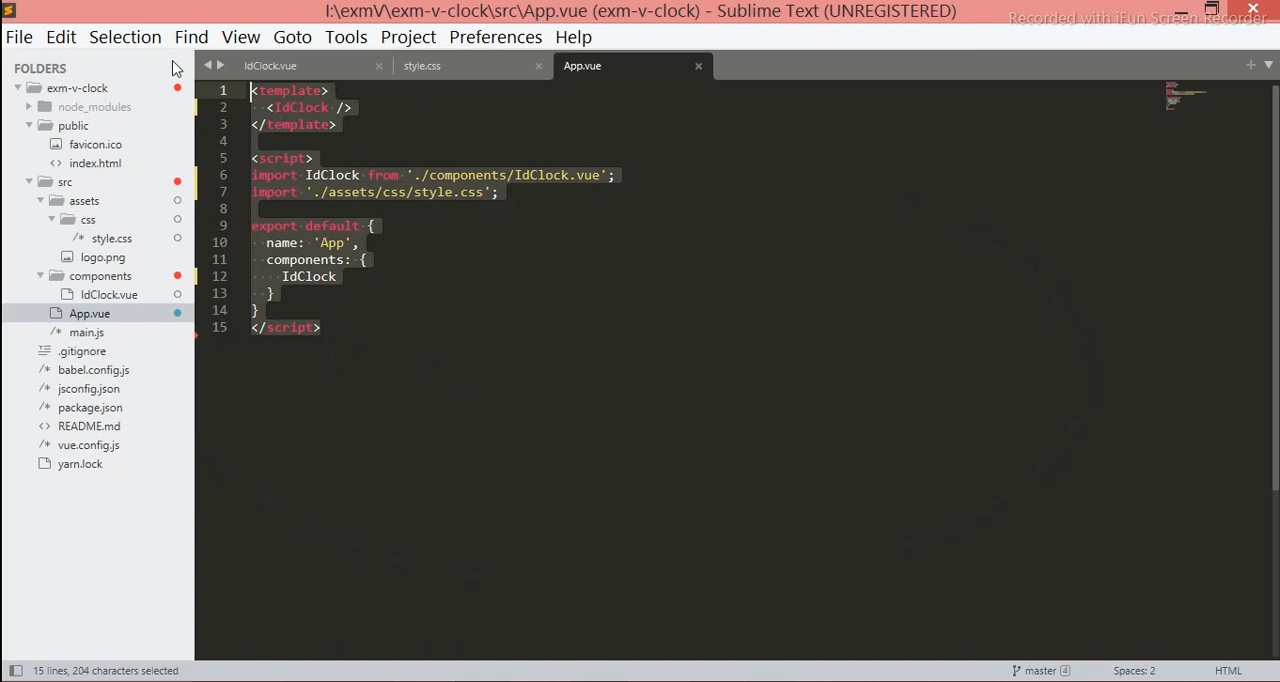 I:\exmV\exm-v-clock\src\App.vue (exm-v-clock) - Sublime Text (UNREGISTERED)
Recorded with iFun Screen Recorder
File Edit Selection Find View Goto Tools Project Preferences Help
FOLDERS
exm-v-clock
node_modules
public
favicon.ico
index.html
src
assets
css
style.css
logo.png
components
IdClock.vue
App.vue
main.js
.gitignore
babel.config.js
jsconfig.json
package.json
README.md
vue.config.js
yarn.lock
IdClock.vue style.css App.vue
1 <template>
2 <IdClock />
3 </template>
4
5 <script>
6 import IdClock from './components/IdClock.vue';
7 import './assets/css/style.css';
8
9 export default {
10 name: 'App',
11 components: {
12 IdClock
13 }
14 }
15 </script>
15 lines, 204 characters selected
master 4 Spaces: 2 HTML